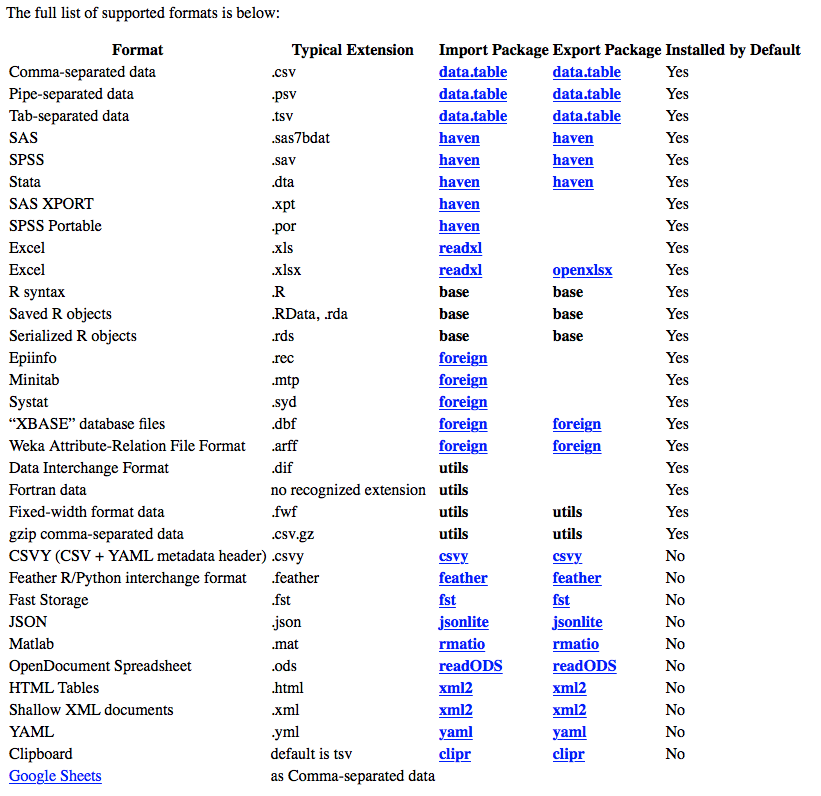 The full list of supported formats is below:
Format Typical Extension Import Package Export Package Installed by Default
Comma-separated data .csv data.table data.table Yes
Pipe-separated data .psv data.table data.table Yes
Tab-separated data .tsv data.table data.table Yes
SAS .sas7bdat haven haven Yes
SPSS .sav haven haven Yes
Stata .dta haven haven Yes
SAS XPORT .xpt haven Yes
SPSS Portable .por haven Yes
Excel .xls readxl Yes
Excel .xlsx readxl openxlsx Yes
R syntax .R base base Yes
Saved R objects .RData, .rda base base Yes
Serialized R objects .rds base base Yes
Epiinfo .rec foreign Yes
Minitab .mtp foreign Yes
Systat .syd foreign Yes
“XBASE” database files .dbf foreign foreign Yes
Weka Attribute-Relation File Format .arff foreign foreign Yes
Data Interchange Format .dif utils Yes
Fortran data no recognized extension utils Yes
Fixed-width format data .fwf utils utils Yes
gzip comma-separated data .csv.gz utils utils Yes
CSVY (CSV + YAML metadata header) .csvy csvy csvy No
Feather R/Python interchange format .feather feather feather No
Fast Storage .fst fst fst No
JSON .json jsonlite jsonlite No
Matlab .mat rmatio rmatio No
OpenDocument Spreadsheet .ods readODS readODS No
HTML Tables .html xml2 xml2 No
Shallow XML documents .xml xml2 xml2 No
YAML .yml yaml yaml No
Clipboard default is tsv clipr clipr No
Google Sheets as Comma-separated data